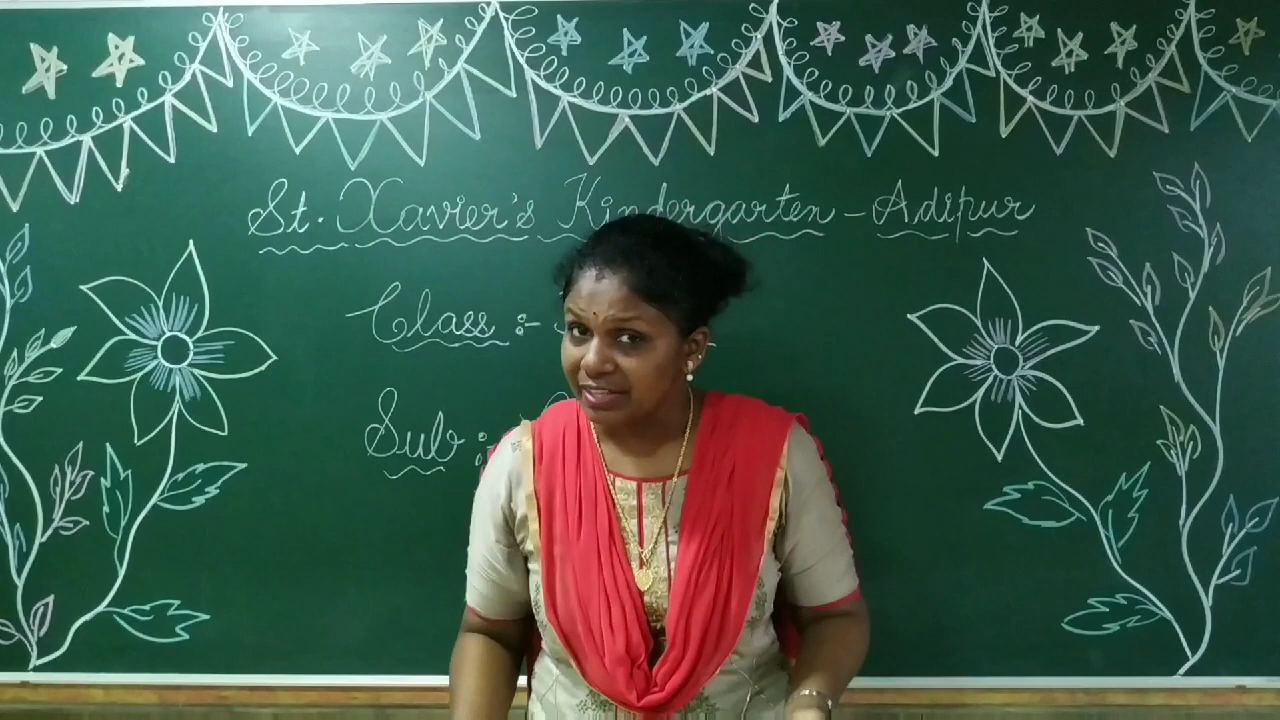 St. Xavier's Kindergarten - Adipur
Class :-
Sub :-